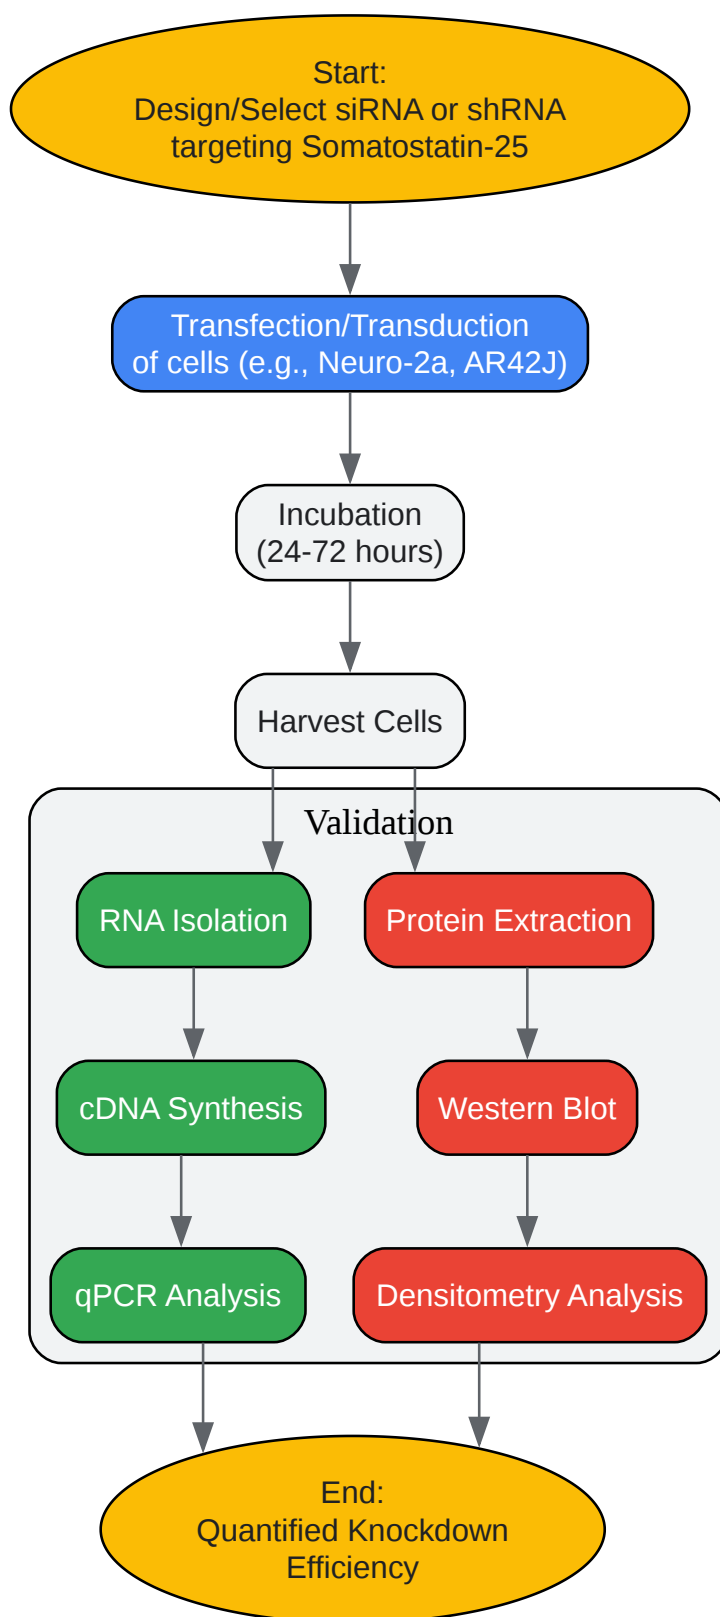 Start:
Design/Select siRNA or shRNA
targeting Somatostatin-25
Transfection/Transduction
of cells (e.g., Neuro-2a, AR42J)
Incubation
(24-72 hours)
Harvest Cells
Validation
RNA Isolation
Protein Extraction
cDNA Synthesis
Western Blot
qPCR Analysis
Densitometry Analysis
End:
Quantified Knockdown
Efficiency